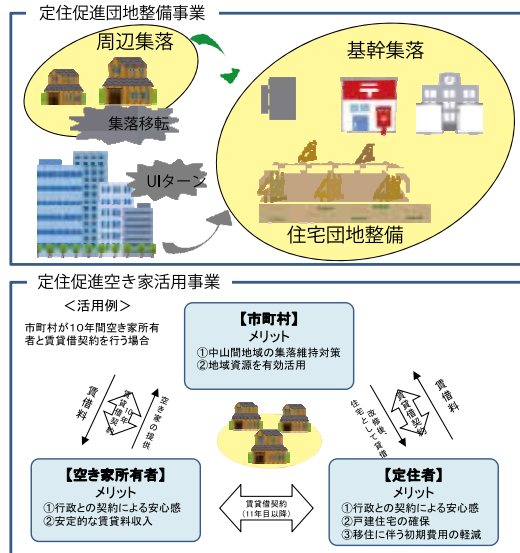 定住促進団地整備事業
周辺集落
基幹集落
集落移転
UIターン
住宅団地整備
定住促進空き家活用事業
＜活用例＞
市町村が１０年間空き家所有
者と賃貸借契約を行う場合
【市町村】
メリット
①中山間地域の集落維持対策
②地域資源を有効活用
賃借料
10年
賃貸借契約
空き家の提供
改修後、
住宅として賃借
賃貸借契約
賃借料
【空き家所有者】
メリット
①行政との契約による安心感
②安定的な賃貸料収入
賃貸借契約
(11年目以降)
【定住者】
メリット
①行政との契約による安心感
②戸建住宅の確保
③移住に伴う初期費用の軽減